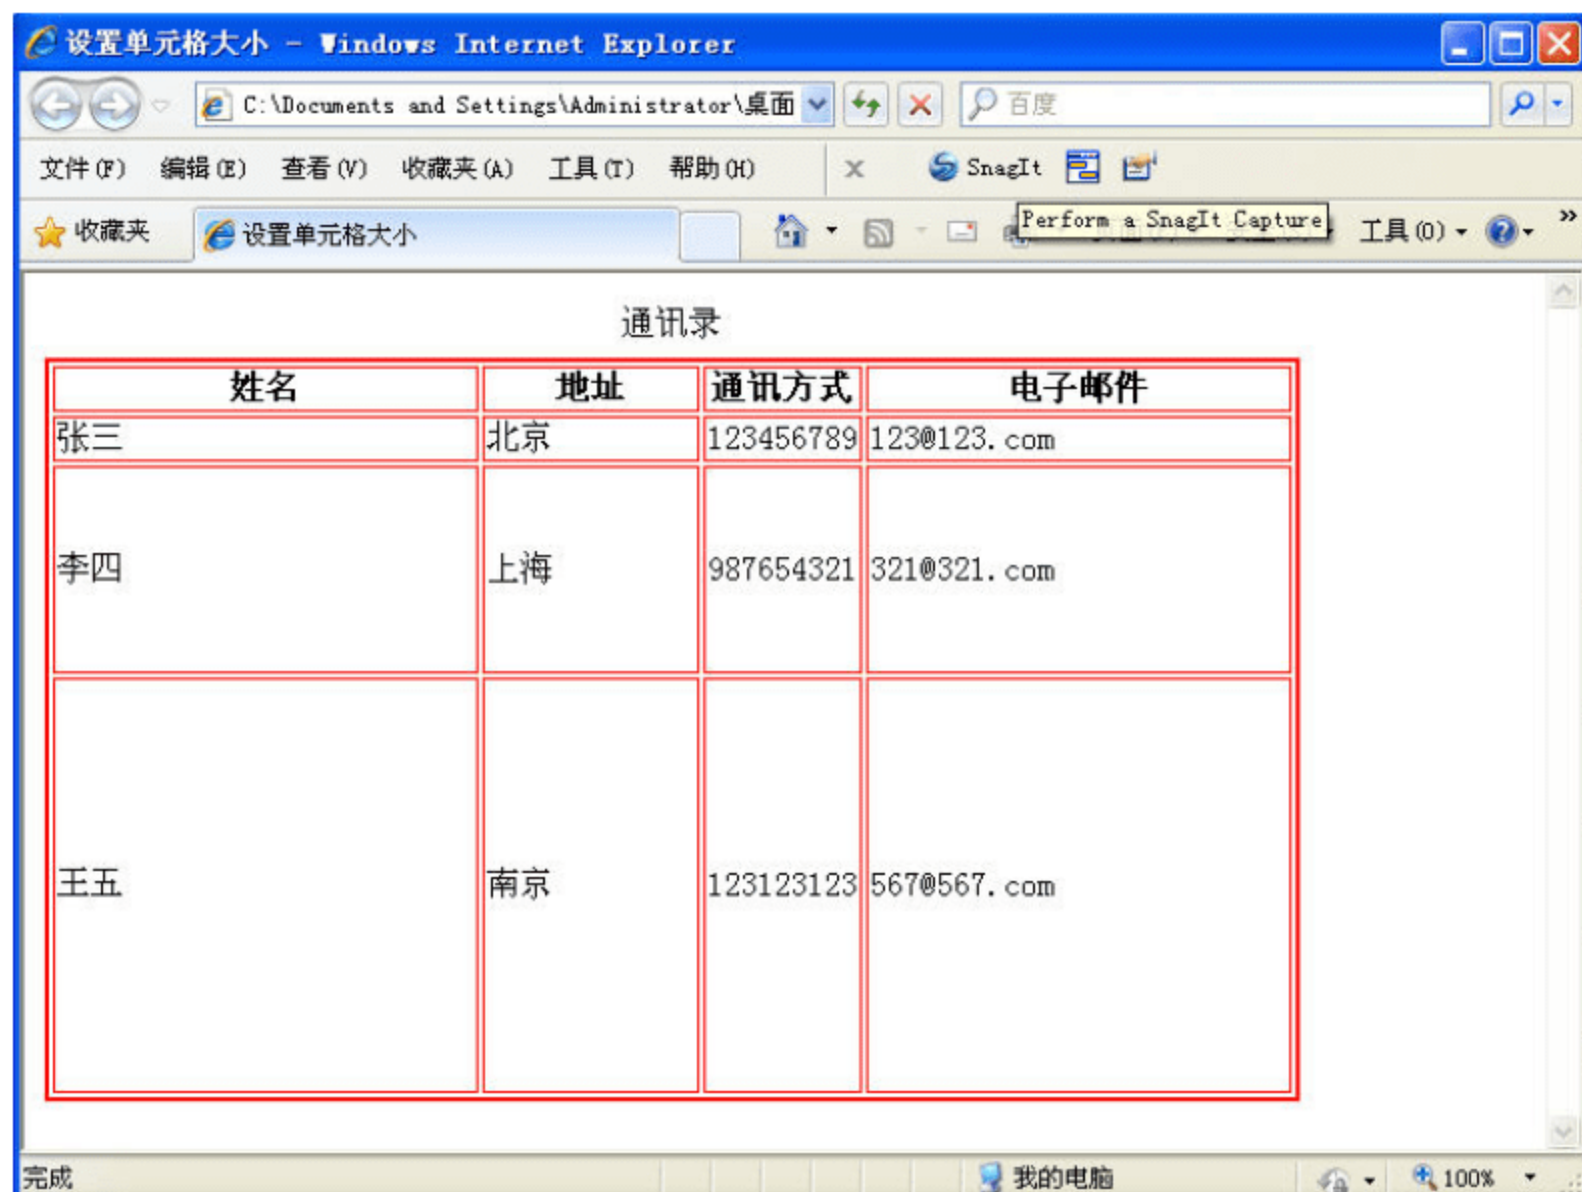 设置单元格大小 - Windows Internet Explorer
C:\Documents and Settings\Administrator\桌面 百度
文件(F) 编辑(E) 查看(V) 收藏夹(A) 工具(T) 帮助(H) x SnagIt
收藏夹 设置单元格大小 Perform a SnagIt Capture 工具(O) »
通讯录
姓名 地址 通讯方式 电子邮件
张三 北京 123456789 123@123.com
李四 上海 987654321 321@321.com
王五 南京 123123123 567@567.com
完成 我的电脑 100%